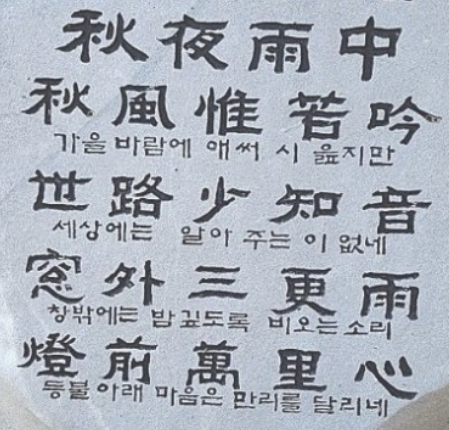 秋夜雨中
秋風惟若吟
가을 바람에 애써 시 읊지만
世路少知音
세상에는 알아 주는 이 없네
窓外三更雨
창밖에는 밤 깊도록 비오는 소리
燈前萬里心
등불아래 마음은 만리를 달리네